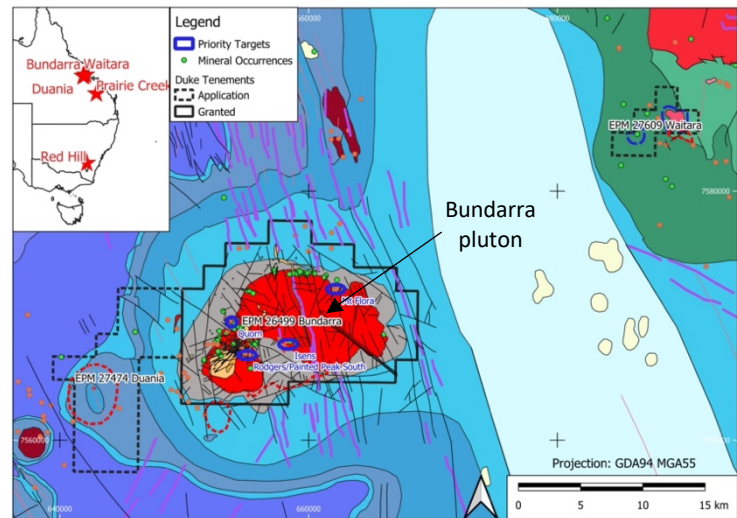 Bundarra Waitara
Duania
Prairie Creek
Red Hill
Legend
Priority Targets
Mineral Occurrences
Duke Tenements
Application
Granted
660000
EPM 27609 Waitara
7580000
Bundarra
pluton
Mt Flora
EPM 26499 Bundarra
Quorn
Isens
Rodgers/Painted Peak South
EPM 27474 Duania
7560000
7560000
Projection: GDA94 MGA55
0 5 10 15 km
640000
660000